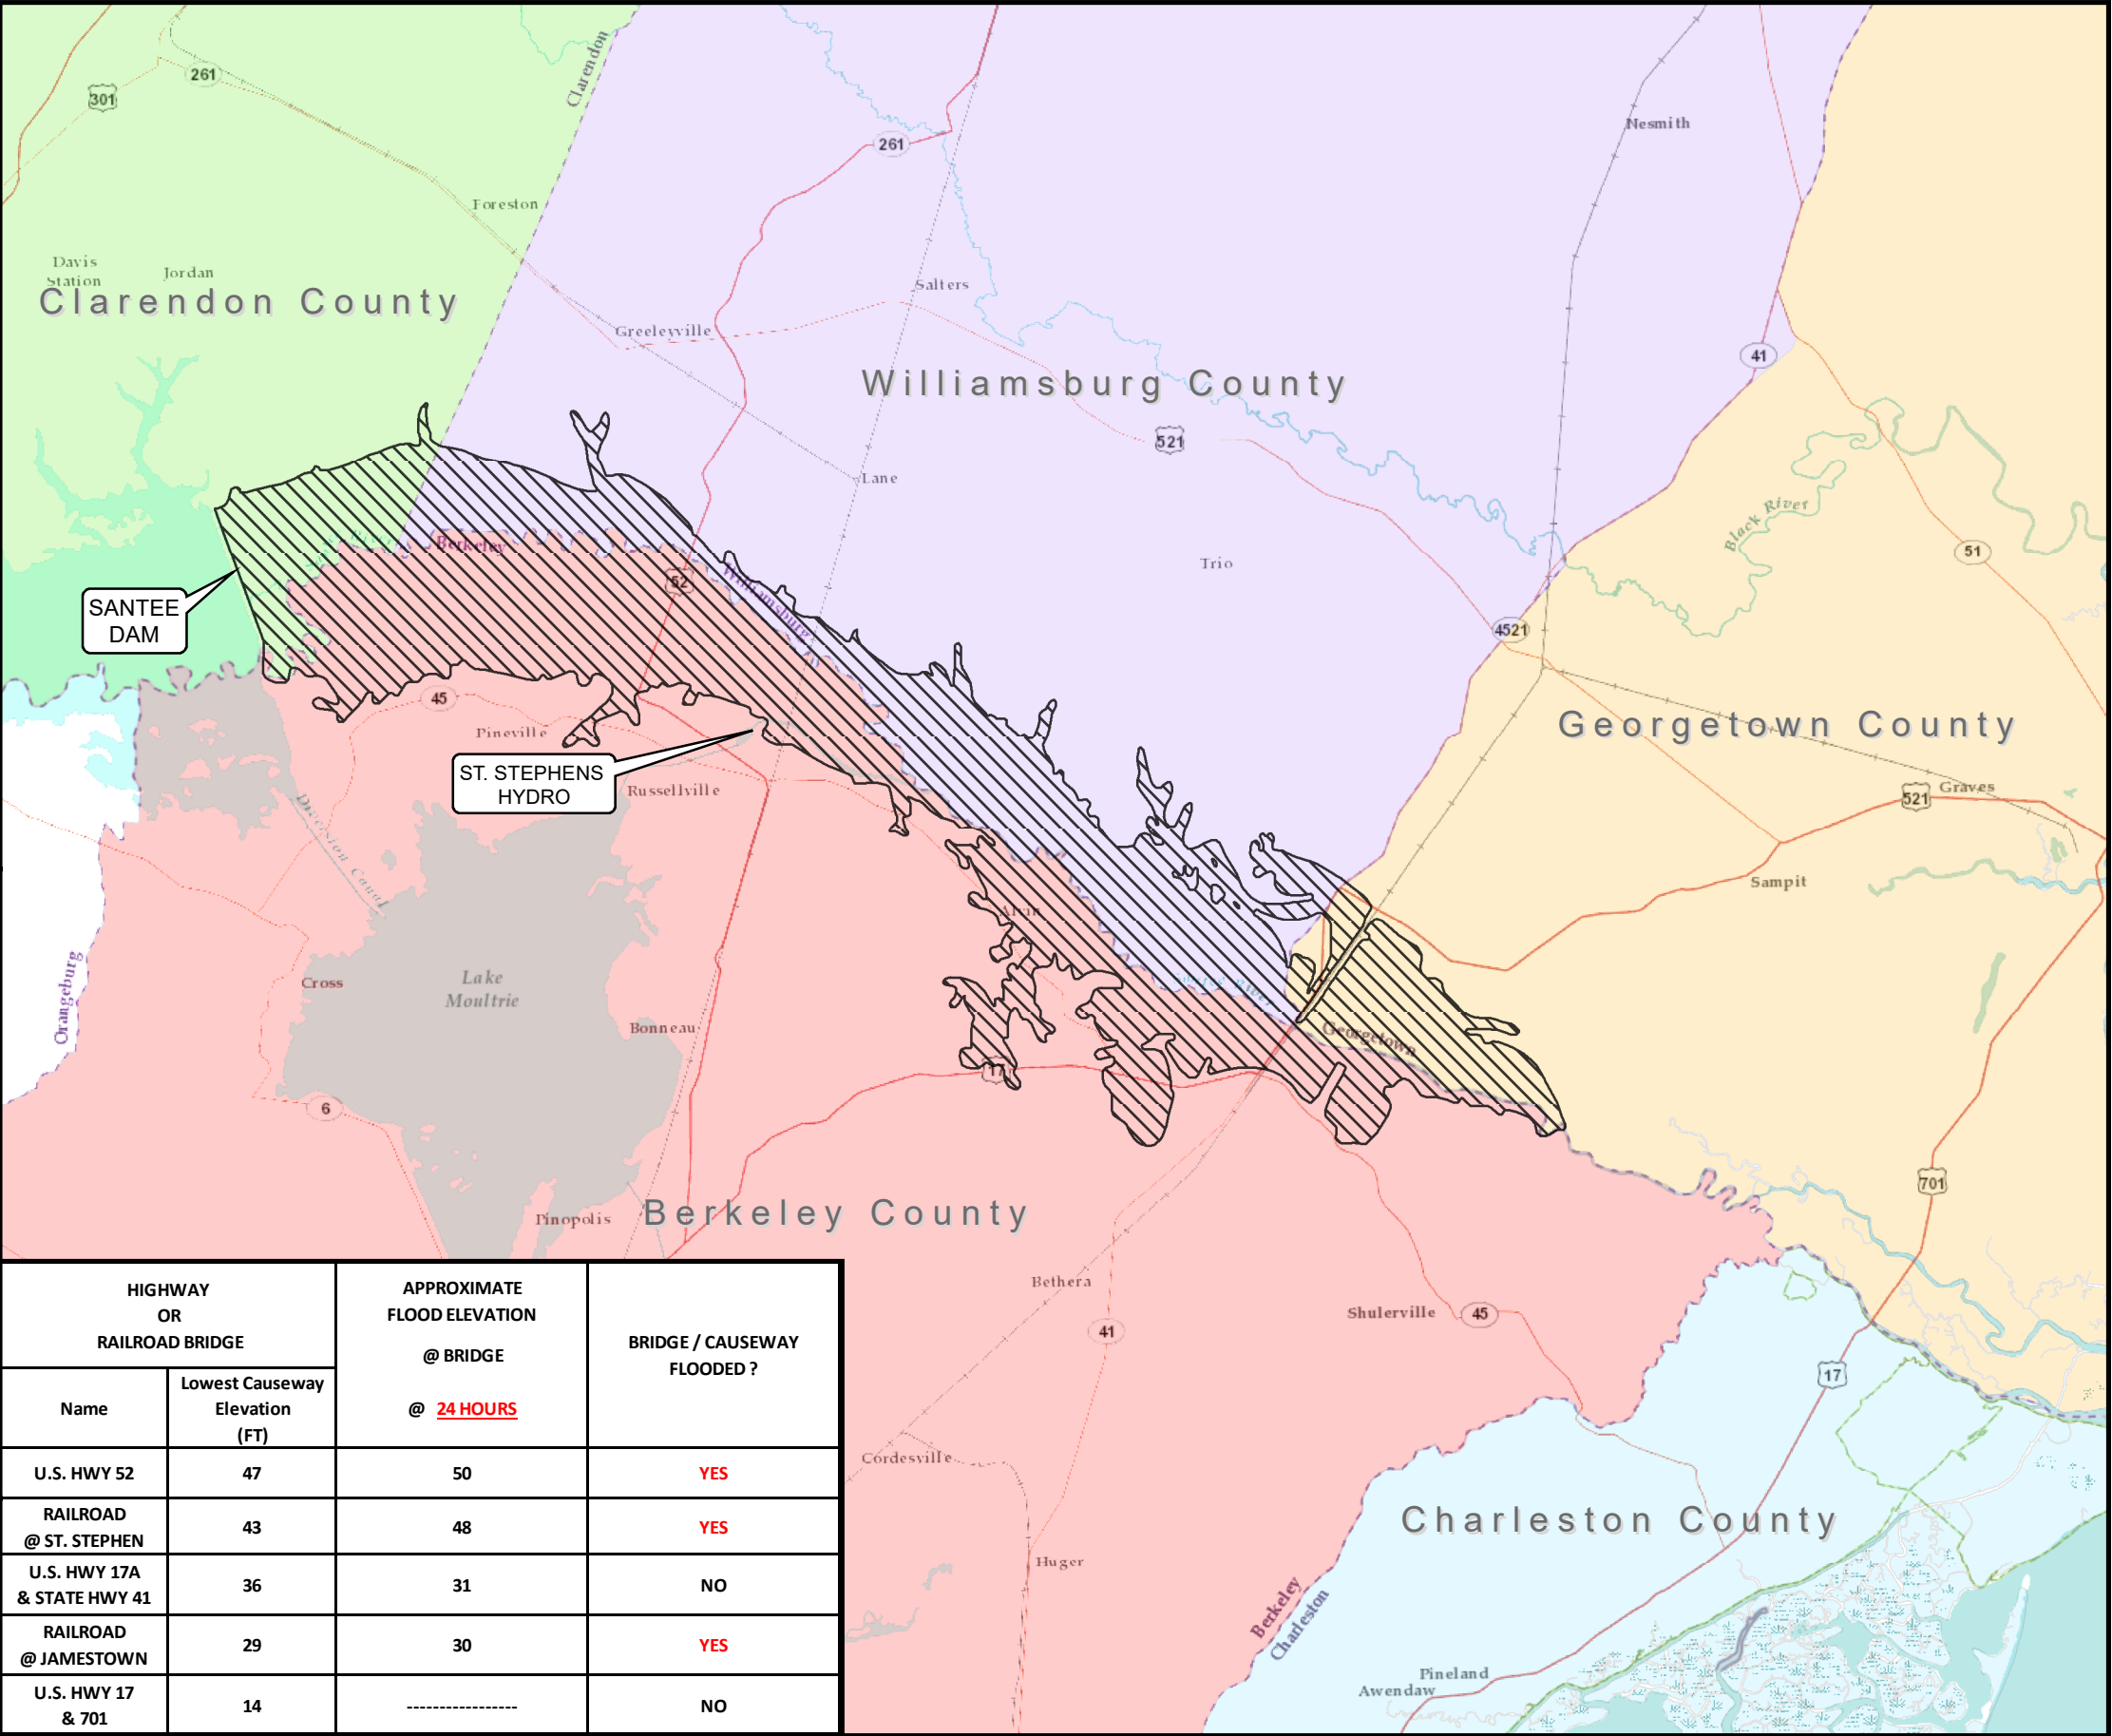 261
301
Clarendon
Nesmith
261
Foreston
Davis
Station
Jordan
Clarendon County
Salters
Greeleyville
41
Williamsburg County
521
Lane
Black River
Berkeley
51
Trio
52
Williamsburg
SANTEE
DAM
4521
45
Pineville
Georgetown County
ST. STEPHENS
HYDRO
Russellville
521
Graves
Diversion Canal
Sampit
Alvin
Orangeburg
Cross
Lake
Moultrie
River
Bonneau
Georgetown
17
6
701
Pinopolis
Berkeley County
Bethera
Shulerville
45
41
17
Cordesville
Charleston County
Huger
Berkeley
Charleston
Pineland
Awendaw
HIGHWAY
OR
RAILROAD BRIDGE
APPROXIMATE
FLOOD ELEVATION
@ BRIDGE
@ 24 HOURS
BRIDGE / CAUSEWAY
FLOODED ?
Name
Lowest Causeway
Elevation
(FT)
U.S. HWY 52 47 50 YES
RAILROAD
@ ST. STEPHEN 43 48 YES
U.S. HWY 17A
& STATE HWY 41 36 31 NO
RAILROAD
@ JAMESTOWN 29 30 YES
U.S. HWY 17
& 701 14 ----------------- NO